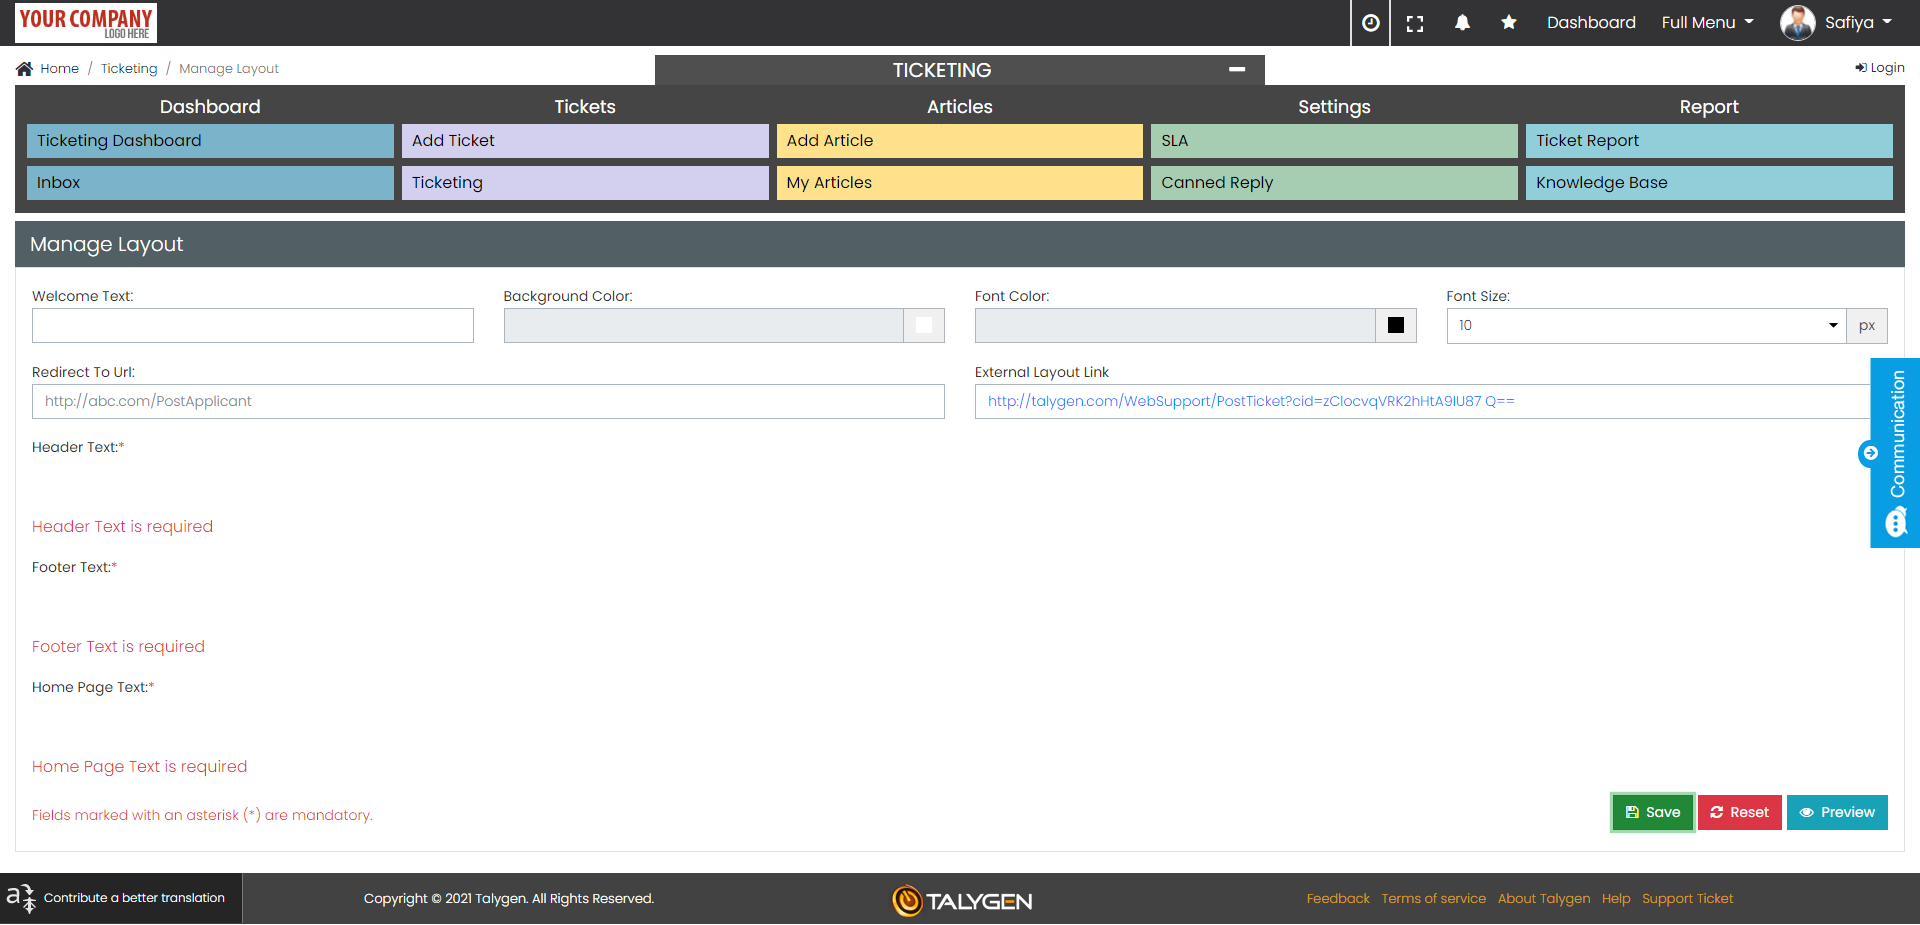 YOUR COMPANY
LOGO HERE
Dashboard
Full Menu
Safiya
Home / Ticketing / Manage Layout
TICKETING
Login
Dashboard
Tickets
Articles
Settings
Report
Ticketing Dashboard
Add Ticket
Add Article
SLA
Ticket Report
Inbox
Ticketing
My Articles
Canned Reply
Knowledge Base
Manage Layout
Welcome Text:
Background Color:
Font Color:
Font Size:
10
px
Redirect To Url:
External Layout Link
http://abc.com/PostApplicant
http://talygen.com/WebSupport/PostTicket?cid=zClocvqVRK2hHtA9IU87 Q==
Communication
Header Text:*
Header Text is required
Footer Text:*
Footer Text is required
Home Page Text:*
Home Page Text is required
Fields marked with an asterisk (*) are mandatory.
Save
Reset
Preview
Contribute a better translation
Copyright © 2021 Talygen. All Rights Reserved.
TALYGEN
Feedback
Terms of service
About Talygen
Help
Support Ticket